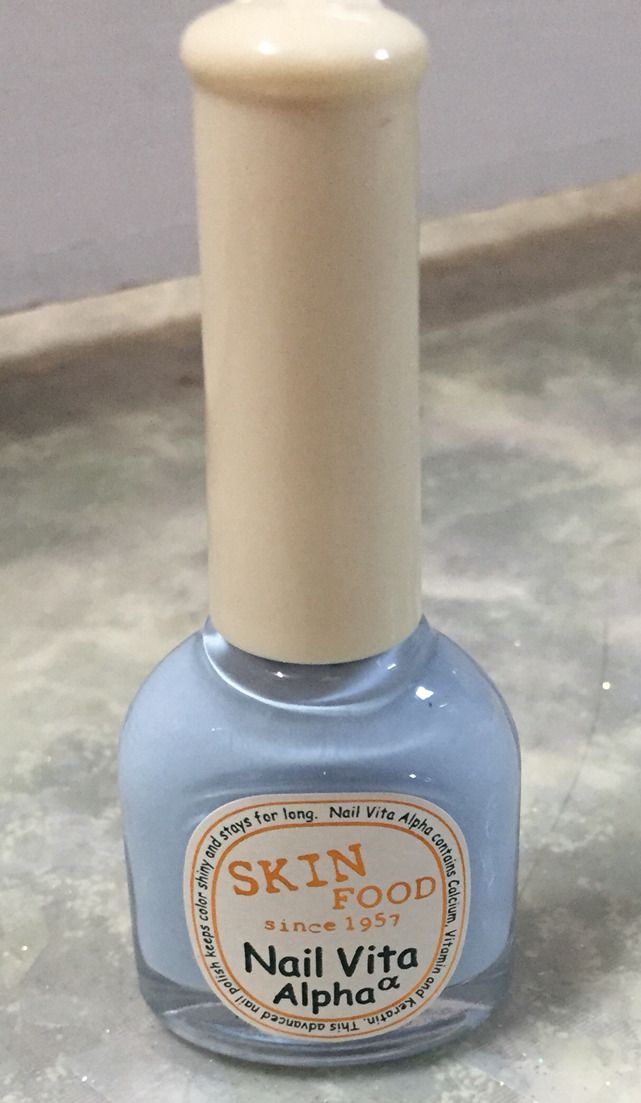 SKIN
FOOD
since 1957
Nail Vita
Alphaα
Nail Vita Alpha contains Calcium, Vitamin and Keratin. This advanced nail polish keeps color shiny and stays for long.